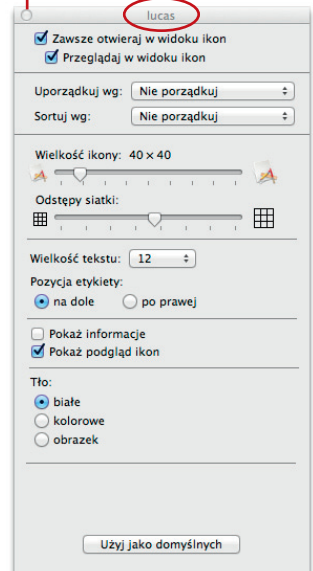 lucas
Zawsze otwieraj w widoku ikon
Przeglądaj w widoku ikon
Uporządkuj wg: Nie porządkuj
Sortuj wg: Nie porządkuj
Wielkość ikony: 40 × 40
Odstępy siatki:
Wielkość tekstu: 12
Pozycja etykiety:
na dole po prawej
Pokaż informacje
Pokaż podgląd ikon
Tło:
białe
kolorowe
obrazek
Użyj jako domyślnych